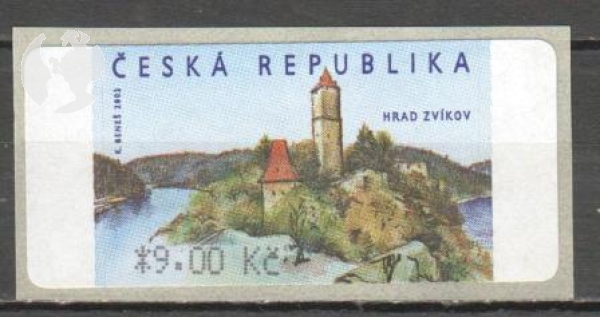 ČESKÁ REPUBLIKA
HRAD ZVÍKOV
K. BENEŠ 2002
*9.00 Kč